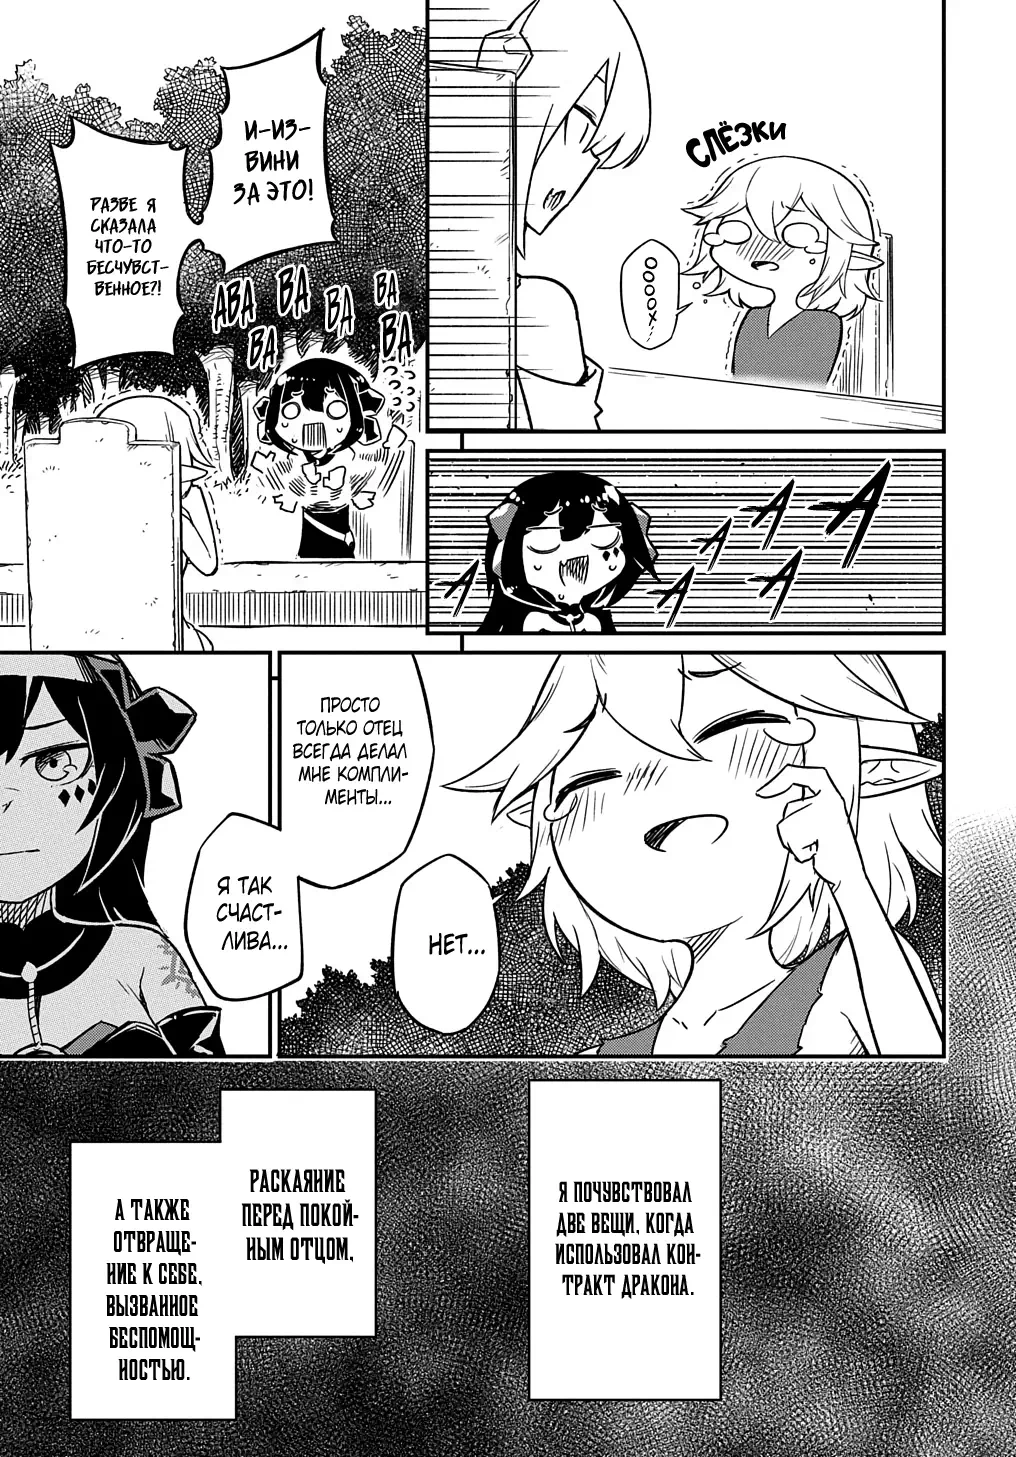 СЛЁЗКИ
ООООХ...
И-ИЗ-
ВИНИ
ЗА ЭТО!
РАЗВЕ Я
СКАЗАЛА
ЧТО-ТО
БЕСЧУВСТ-
ВЕННОЕ?!
АВА ВА ВА ВА
ВА ВА
А А А А А А А
НЕТ...
ПРОСТО
ТОЛЬКО ОТЕЦ
ВСЕГДА ДЕЛАЛ
МНЕ КОМПЛИ-
МЕНТЫ...
Я ТАК
СЧАСТ-
ЛИВА...
Я ПОЧУВСТВОВАЛ
ДВЕ ВЕЩИ, КОГДА
ИСПОЛЬЗОВАЛ КОН-
ТРАКТ ДРАКОНА.
РАСКАЯНИЕ
ПЕРЕД ПОКОЙ-
НЫМ ОТЦОМ,
А ТАКЖЕ
ОТВРАЩЕ-
НИЕ К СЕБЕ,
ВЫЗВАННОЕ
БЕСПОМОЩ-
НОСТЬЮ.